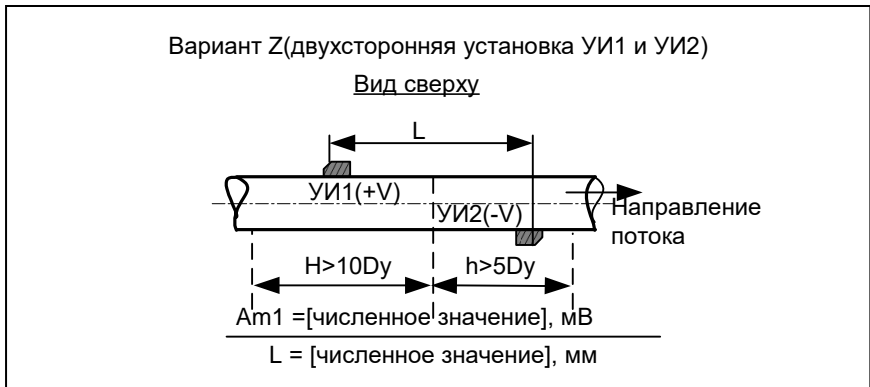 Вариант Z(двухсторонняя установка УИ1 и УИ2)
Вид сверху
L
УИ1(+V)
УИ2(-V)
Направление
потока
H>10Dy
h>5Dy
Am1 =[численное значение], мВ
L = [численное значение], мм